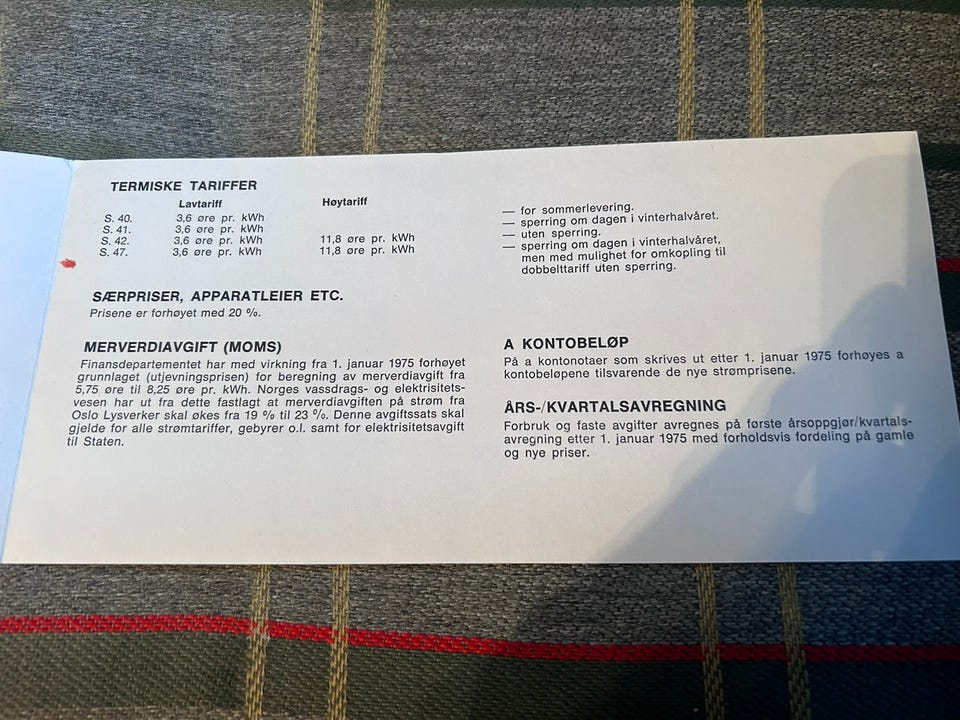 TERMISKE TARIFFER
Lavtariff Høytariff
S. 40. 3,6 øre pr. kWh — for sommerlevering.
S. 41. 3,6 øre pr. kWh — sperring om dagen i vinterhalvåret.
S. 42. 3,6 øre pr. kWh 11,8 øre pr. kWh — uten sperring.
S. 47. 3,6 øre pr. kWh 11,8 øre pr. kWh — sperring om dagen i vinterhalvåret,
men med mulighet for omkopling til
dobbelttariff uten sperring.
SÆRPRISER, APPARATLEIER ETC.
Prisene er forhøyet med 20 %.
MERVERDIAVGIFT (MOMS)
Finansdepartementet har med virkning fra 1. januar 1975 forhøyet
grunnlaget (utjevningsprisen) for beregning av merverdiavgift fra
5,75 øre til 8,25 øre pr. kWh. Norges vassdrags- og elektrisitets-
vesen har ut fra dette fastlagt at merverdiavgiften på strøm fra
Oslo Lysverker skal økes fra 19 % til 23 %. Denne avgiftssats skal
gjelde for alle strømtariffer, gebyrer o.l. samt for elektrisitetsavgift
til Staten.
A KONTOBELØP
På a kontonotaer som skrives ut etter 1. januar 1975 forhøyes a
kontobeløpene tilsvarende de nye strømprisene.
ÅRS-/KVARTALSAVREGNING
Forbruk og faste avgifter avregnes på første årsoppgjør/kvartals-
avregning etter 1. januar 1975 med forholdsvis fordeling på gamle
og nye priser.